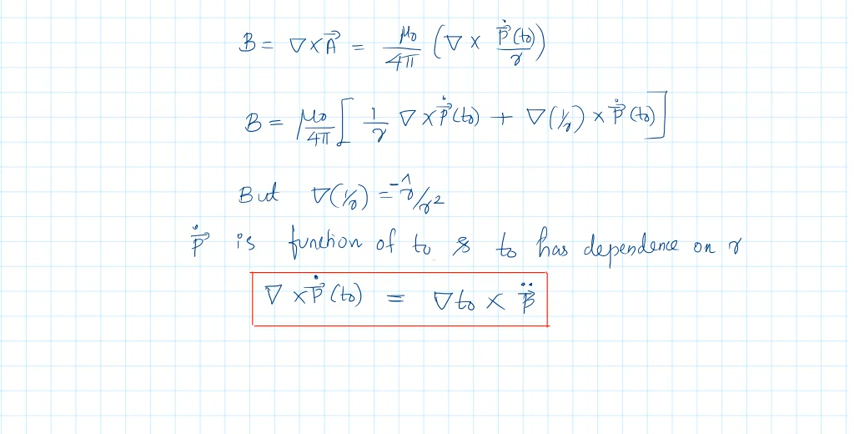 B = ∇×A⃗ = μ₀/4π (∇ × ṗ⃗(t₀)/r)
B = μ₀/4π [ 1/r ∇×ṗ⃗(t₀) + ∇(1/r) × ṗ⃗(t₀) ]
But ∇(1/r) = -r̂/r²
ṗ⃗ is function of t₀ & t₀ has dependence on r
∇ × ṗ⃗(t₀) = ∇t₀ × p̈⃗